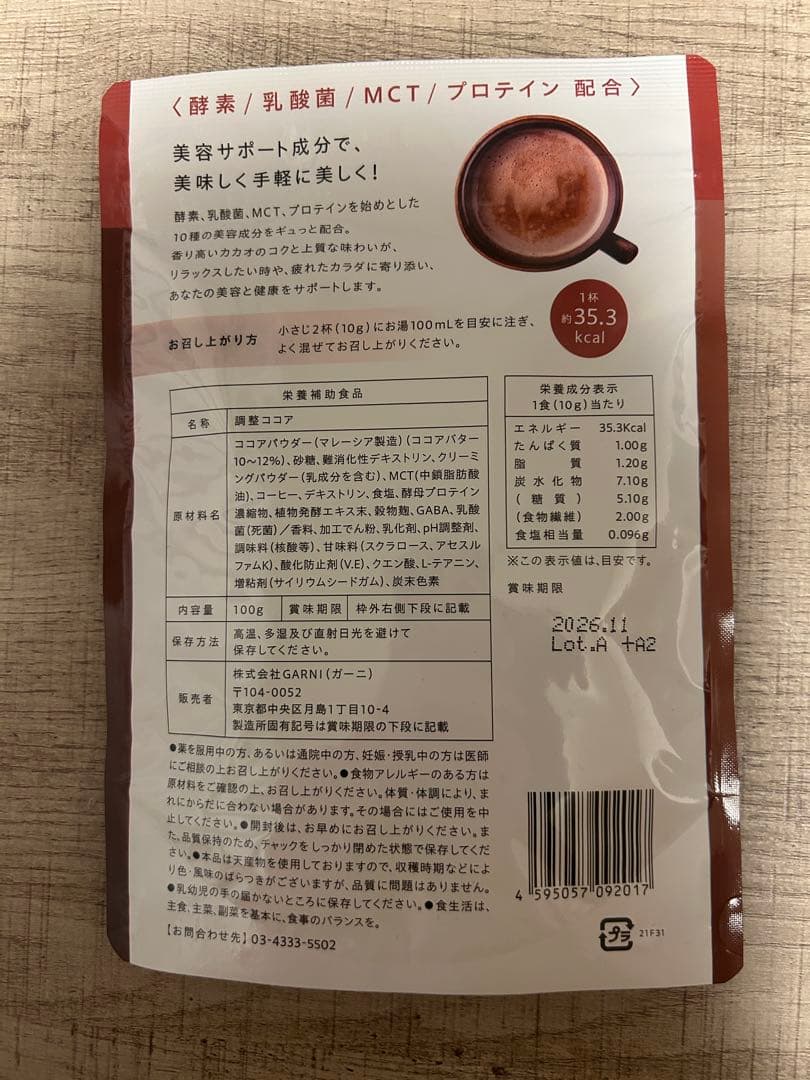 〈 酵素 / 乳酸菌 / MCT / プロテイン 配合 〉
美容サポート成分で、
美味しく手軽に美しく!
酵素、乳酸菌、MCT、プロテインを始めとした
10種の美容成分をギュっと配合。
香り高いカカオのコクと上質な味わいが、
リラックスしたい時や、疲れたカラダに寄り添い、
あなたの美容と健康をサポートします。
1杯
約35.3
kcal
お召し上がり方
小さじ2杯(10g)にお湯100mLを目安に注ぎ、
よく混ぜてお召し上がりください。
栄養補助食品
名称 調整ココア
原材料名
ココアパウダー(マレーシア製造)(ココアバター
10〜12%)、砂糖、難消化性デキストリン、クリーミ
ングパウダー(乳成分を含む)、MCT(中鎖脂肪酸
油)、コーヒー、デキストリン、食塩、酵母プロテイン
濃縮物、植物発酵エキス末、穀物麹、GABA、乳酸
菌(死菌)/香料、加工でん粉、乳化剤、pH調整剤、
調味料(核酸等)、甘味料(スクラロース、アセスル
ファムK)、酸化防止剤(V.E)、クエン酸、L-テアニン、
増粘剤(サイリウムシードガム)、炭末色素
内容量 100g 賞味期限 枠外右側下段に記載
保存方法
高温、多湿及び直射日光を避けて
保存してください。
販売者
株式会社GARNI(ガーニ)
〒104-0052
東京都中央区月島1丁目10-4
製造所固有記号は賞味期限の下段に記載
栄養成分表示
1食(10g)当たり
エネルギー 35.3Kcal
たんぱく質 1.00g
脂質 1.20g
炭水化物 7.10g
(糖質) 5.10g
(食物繊維) 2.00g
食塩相当量 0.096g
※この表示値は、目安です。
賞味期限
2026.11
Lot.A +A2
●薬を服用中の方、あるいは通院中の方、妊娠・授乳中の方は医師
にご相談の上お召し上がりください。●食物アレルギーのある方は
原材料をご確認の上、お召し上がりください。体質・体調により、ま
れにからだに合わない場合があります。その場合にはご使用を中
止してください。●開封後は、お早めにお召し上がりください。ま
た、品質保持のため、チャックをしっかり閉めた状態で保存してくだ
さい。●本品は天産物を使用しておりますので、収穫時期などによ
り色・風味のばらつきがございますが、品質に問題はありません。
●乳幼児の手の届かないところに保存してください。●食生活は、
主食、主菜、副菜を基本に、食事のバランスを。
【お問合わせ先】03-4333-5502
4 595057 092017
プラ
21F31